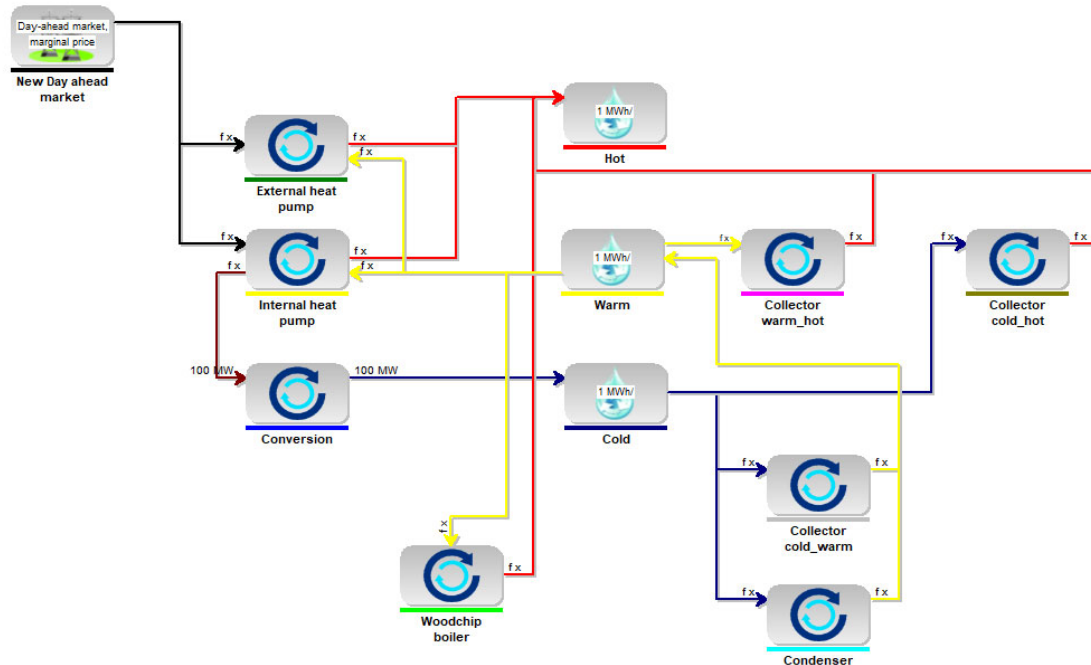 Day-ahead market,
marginal price
New Day ahead
market
f x
f x
f x
External heat
pump
1 MWh/
Hot
f x
f x
f x
f x
Internal heat
pump
1 MWh/
Warm
f x
f x
Collector
warm_hot
f x
f x
Collector
cold_hot
100 MW
100 MW
Conversion
1 MWh/
Cold
f x
f x
Collector
cold_warm
f x
f x
Woodchip
boiler
f x
f x
Condenser